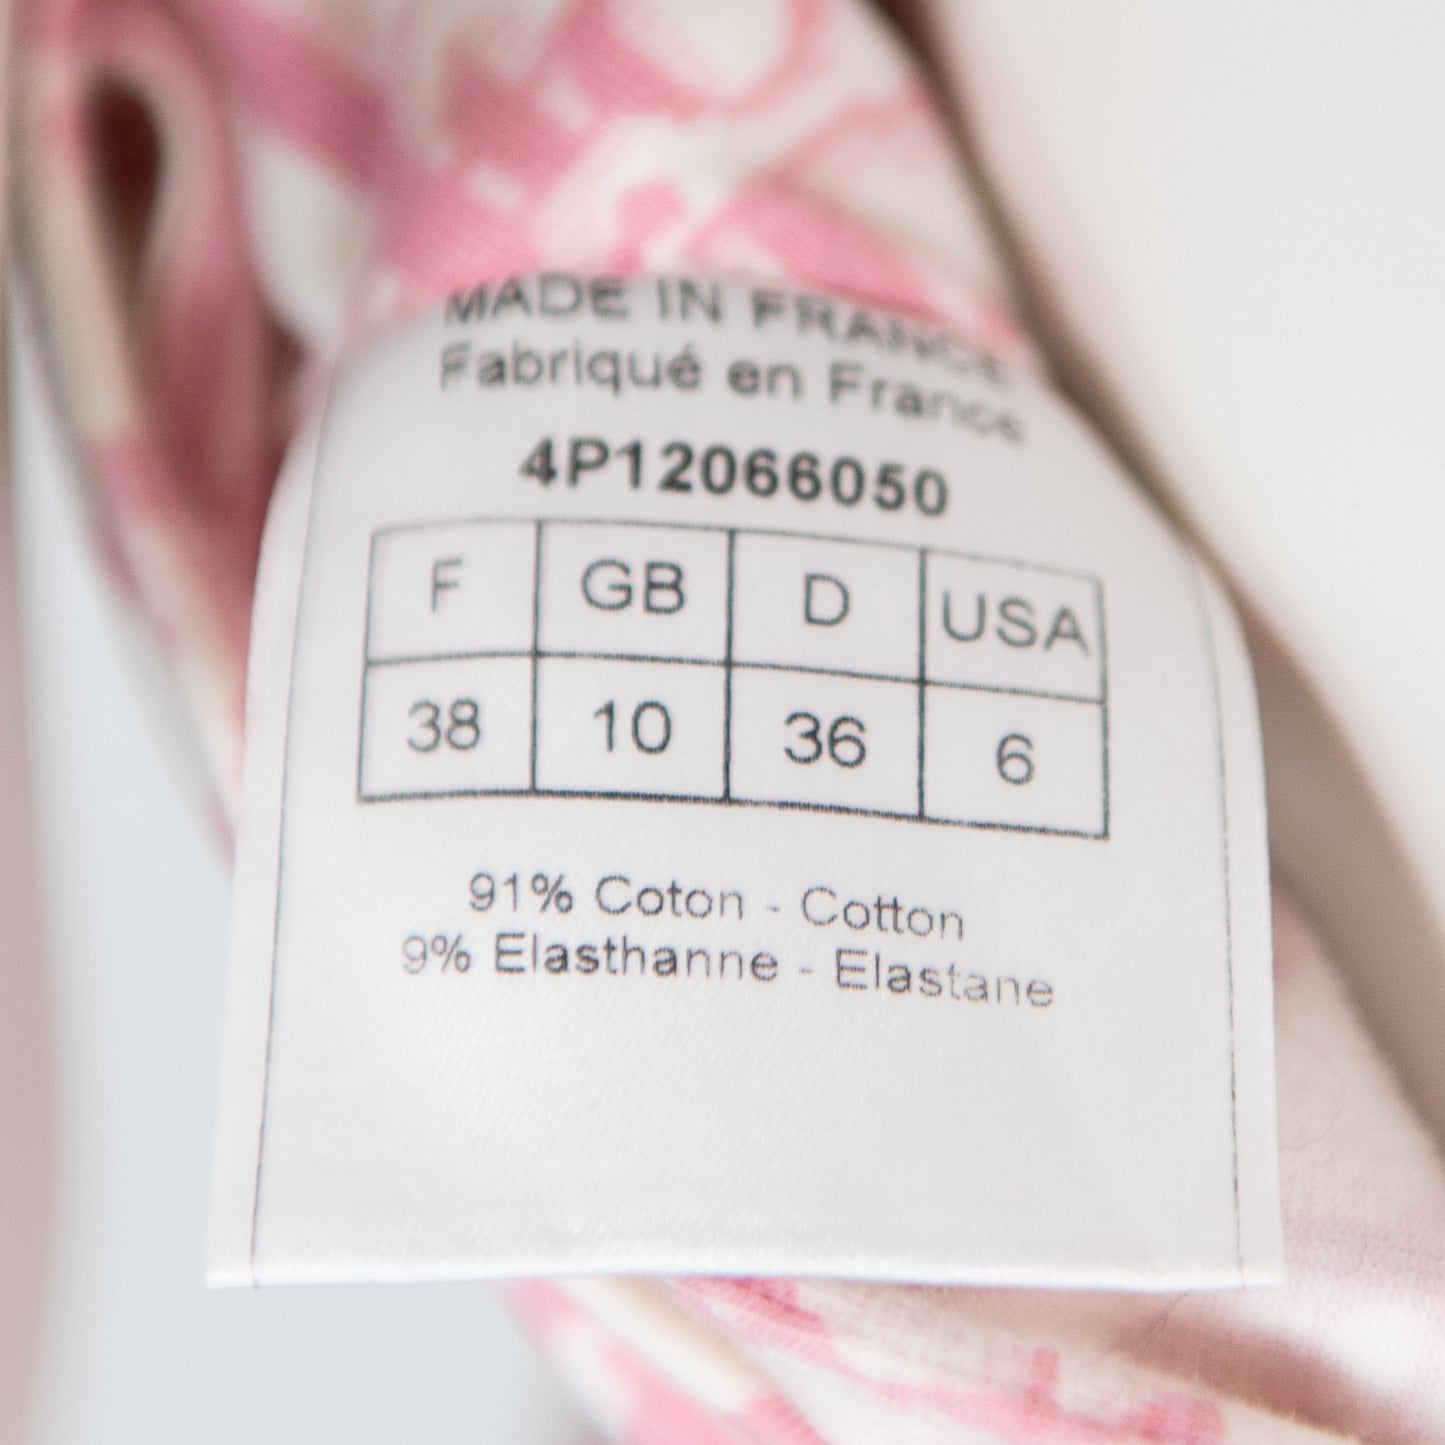 MADE IN FRANCE
Fabriqué en France
4P12066050
F GB D USA
38 10 36 6
91% Coton - Cotton
9% Elasthanne - Elastane